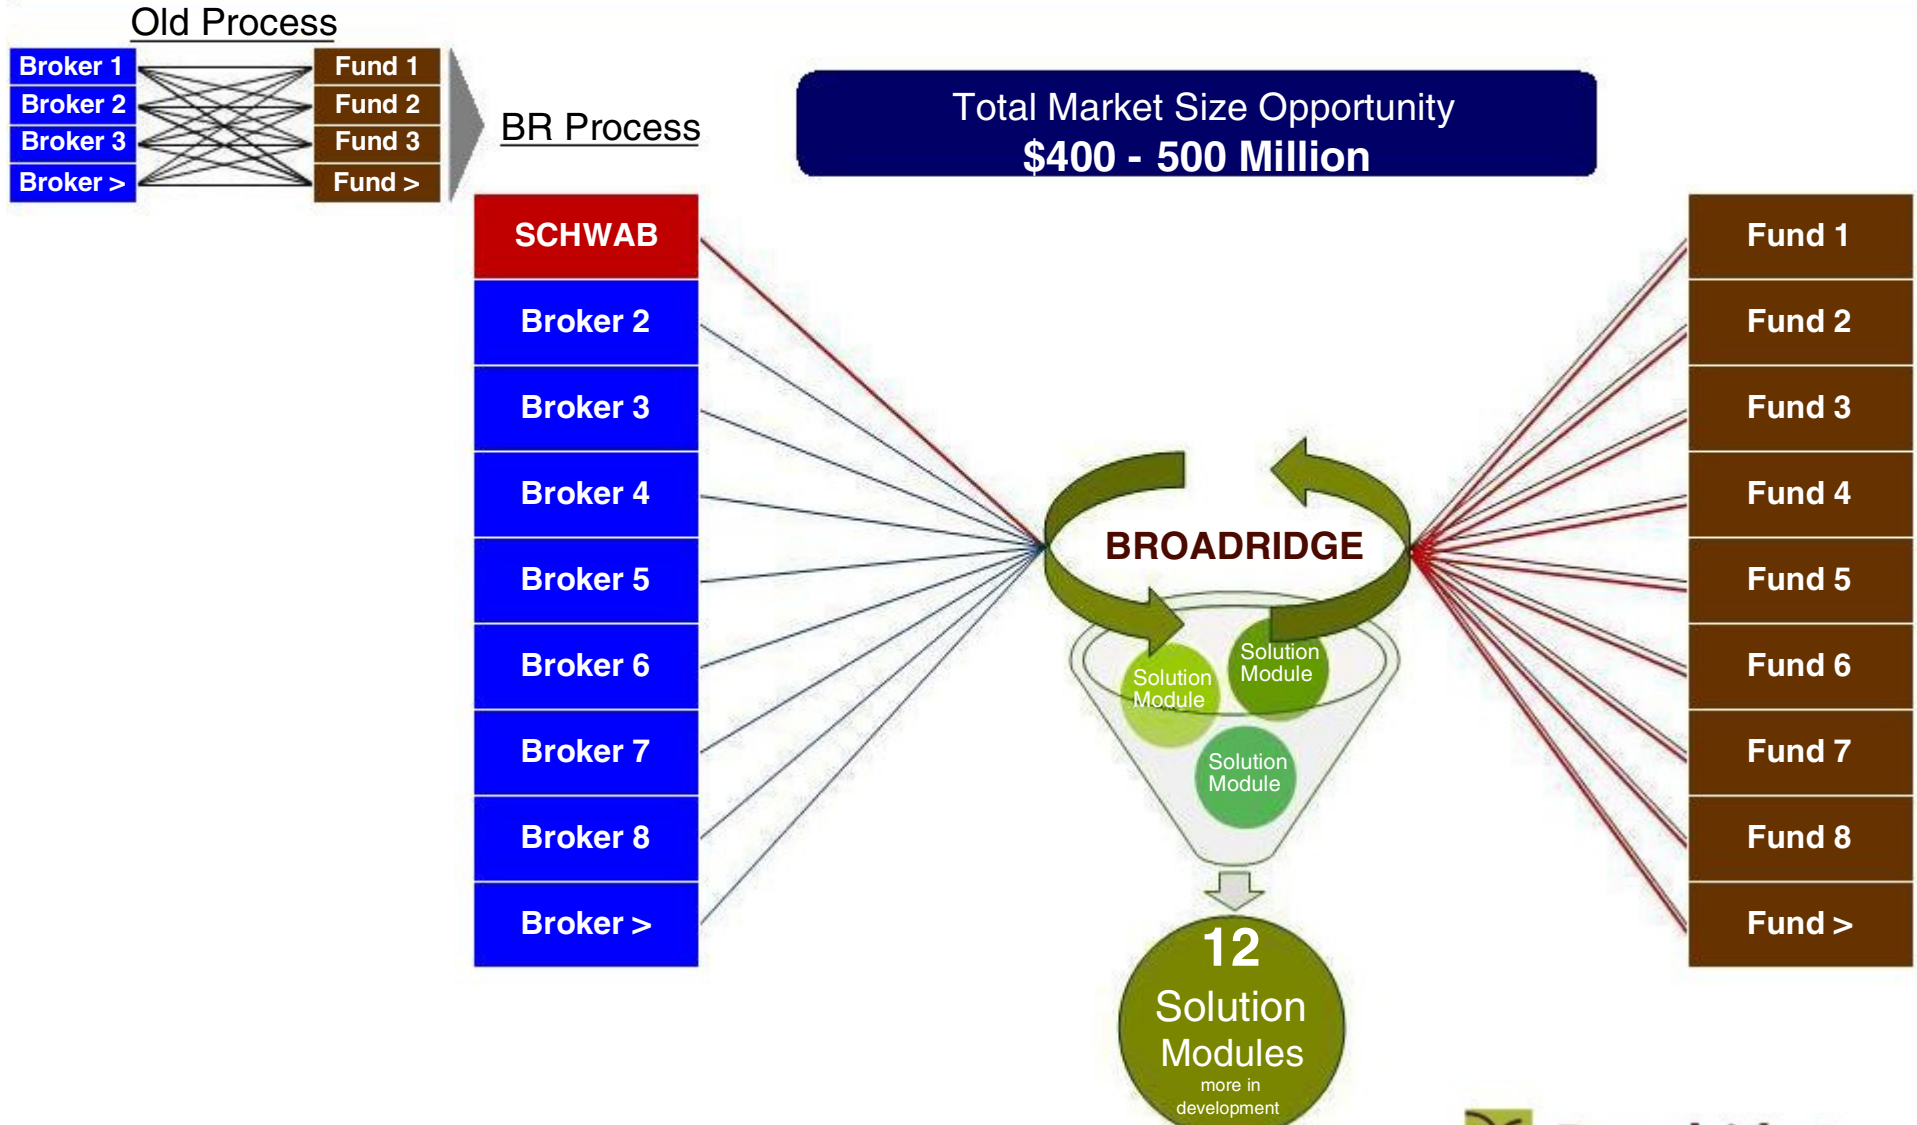 Old Process
Broker 1
Broker 2
Broker 3
Broker >
Fund 1
Fund 2
Fund 3
Fund >
BR Process
Total Market Size Opportunity
$400 - 500 Million
SCHWAB
Broker 2
Broker 3
Broker 4
Broker 5
Broker 6
Broker 7
Broker 8
Broker >
BROADRIDGE
Solution
Module
Solution
Module
Solution
Module
12
Solution
Modules
more in
development
Fund 1
Fund 2
Fund 3
Fund 4
Fund 5
Fund 6
Fund 7
Fund 8
Fund >